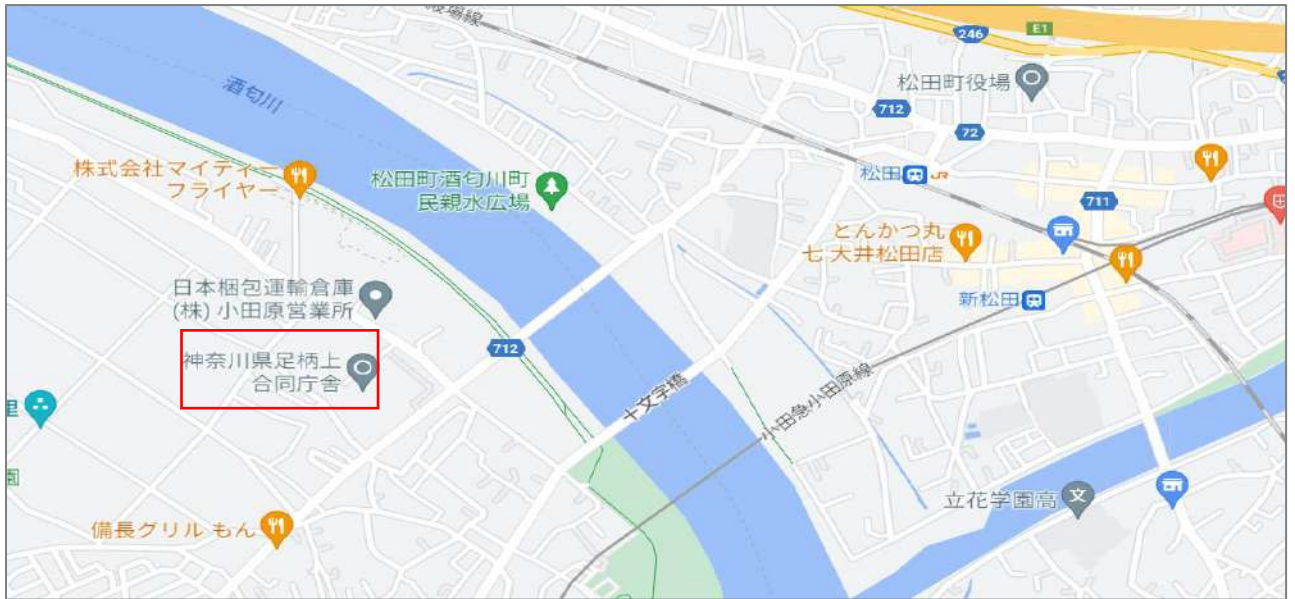 246
E1
松田町役場
712
72
酒匂川
株式会社マイティー
フライヤー
松田町酒匂川町
民親水広場
松田
JR
711
とんかつ丸
七 大井松田店
日本梱包運輸倉庫
(株) 小田原営業所
新松田
神奈川県足柄上
合同庁舎
712
十文字橋
小田急小田原線
里
園
立花学園高
文
備長グリル もん